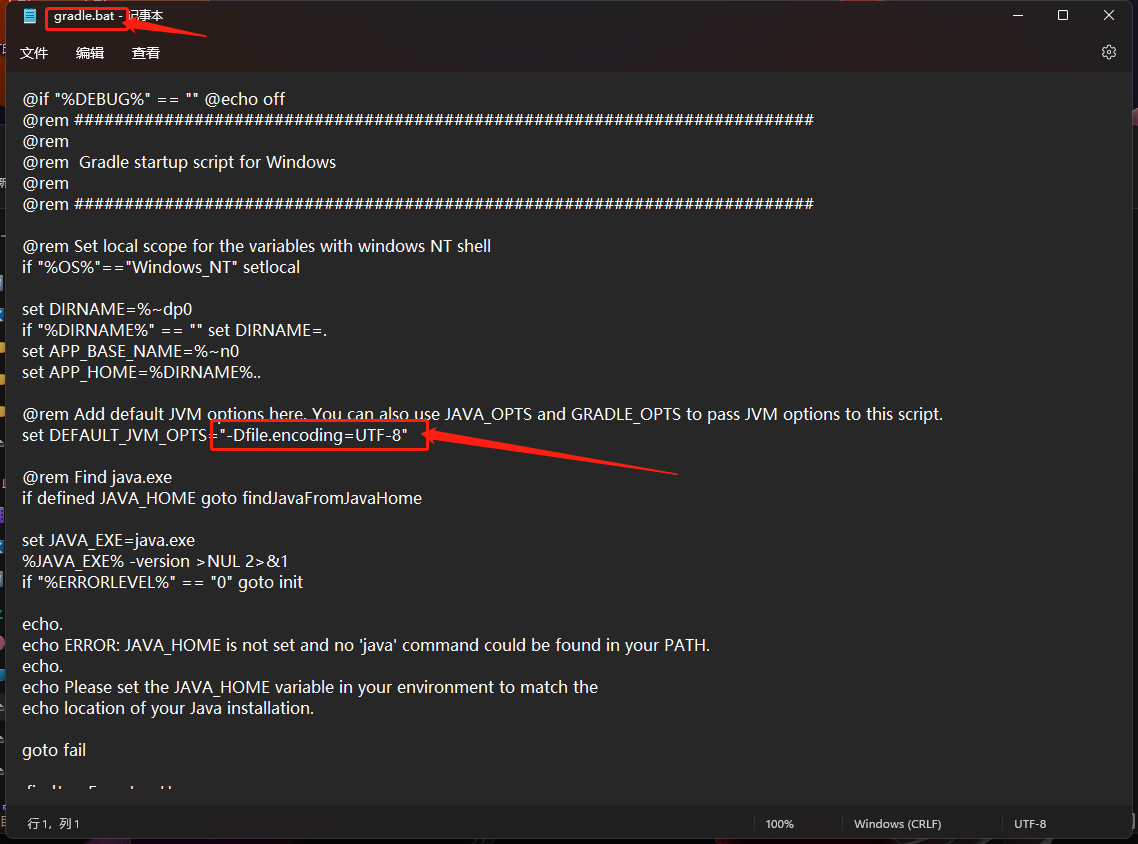 gradle.bat - 记事本
文件 编辑 查看
@if "%DEBUG%" == "" @echo off
@rem ##########################################################################
@rem
@rem  Gradle startup script for Windows
@rem
@rem ##########################################################################
@rem Set local scope for the variables with windows NT shell
if "%OS%"=="Windows_NT" setlocal
set DIRNAME=%~dp0
if "%DIRNAME%" == "" set DIRNAME=.
set APP_BASE_NAME=%~n0
set APP_HOME=%DIRNAME%..
@rem Add default JVM options here. You can also use JAVA_OPTS and GRADLE_OPTS to pass JVM options to this script.
set DEFAULT_JVM_OPTS="-Dfile.encoding=UTF-8"
@rem Find java.exe
if defined JAVA_HOME goto findJavaFromJavaHome
set JAVA_EXE=java.exe
%JAVA_EXE% -version >NUL 2>&1
if "%ERRORLEVEL%" == "0" goto init
echo.
echo ERROR: JAVA_HOME is not set and no 'java' command could be found in your PATH.
echo.
echo Please set the JAVA_HOME variable in your environment to match the
echo location of your Java installation.
goto fail
行 1，列 1 100% Windows (CRLF) UTF-8